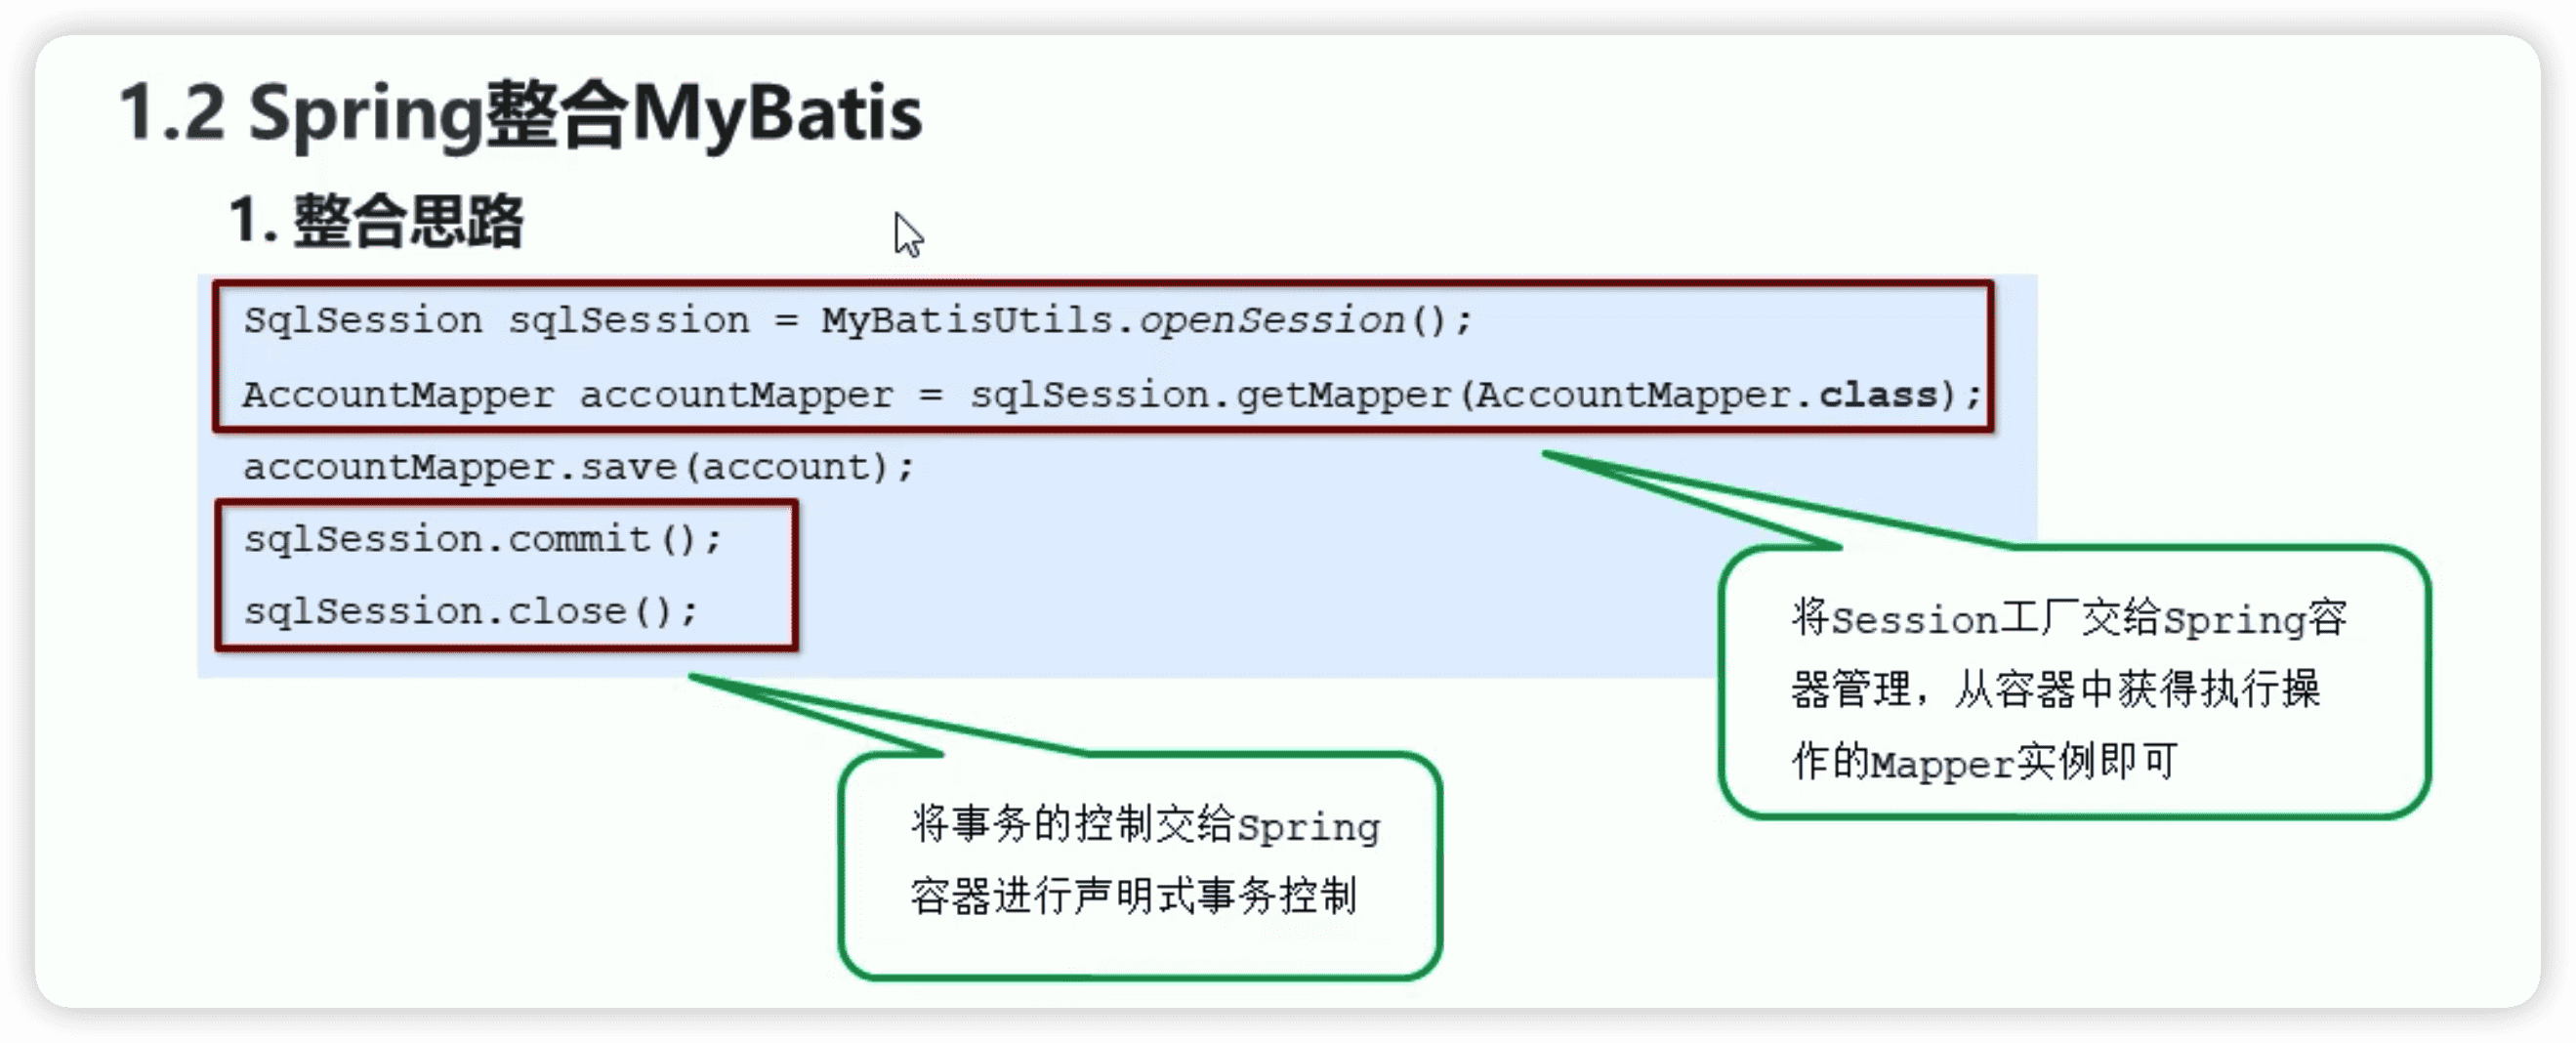 1.2 Spring整合MyBatis
1. 整合思路
SqlSession sqlSession = MyBatisUtils.openSession();
AccountMapper accountMapper = sqlSession.getMapper(AccountMapper.class);
accountMapper.save(account);
sqlSession.commit();
sqlSession.close();
将Session工厂交给Spring容
器管理，从容器中获得执行操
作的Mapper实例即可
将事务的控制交给Spring
容器进行声明式事务控制